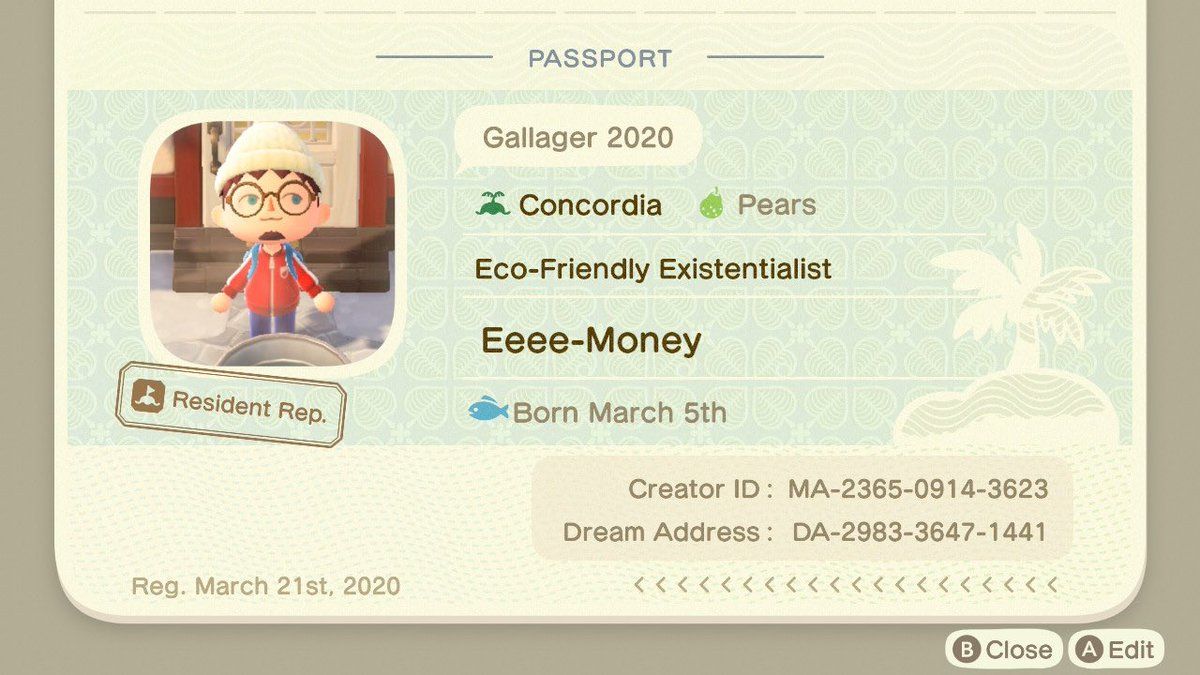 PASSPORT
Gallager 2020
Concordia Pears
Eco-Friendly Existentialist
Eeee-Money
Born March 5th
Resident Rep.
Creator ID : MA-2365-0914-3623
Dream Address : DA-2983-3647-1441
Reg. March 21st, 2020 <<<<<<<<<<<<<<<<<<<<
B Close A Edit